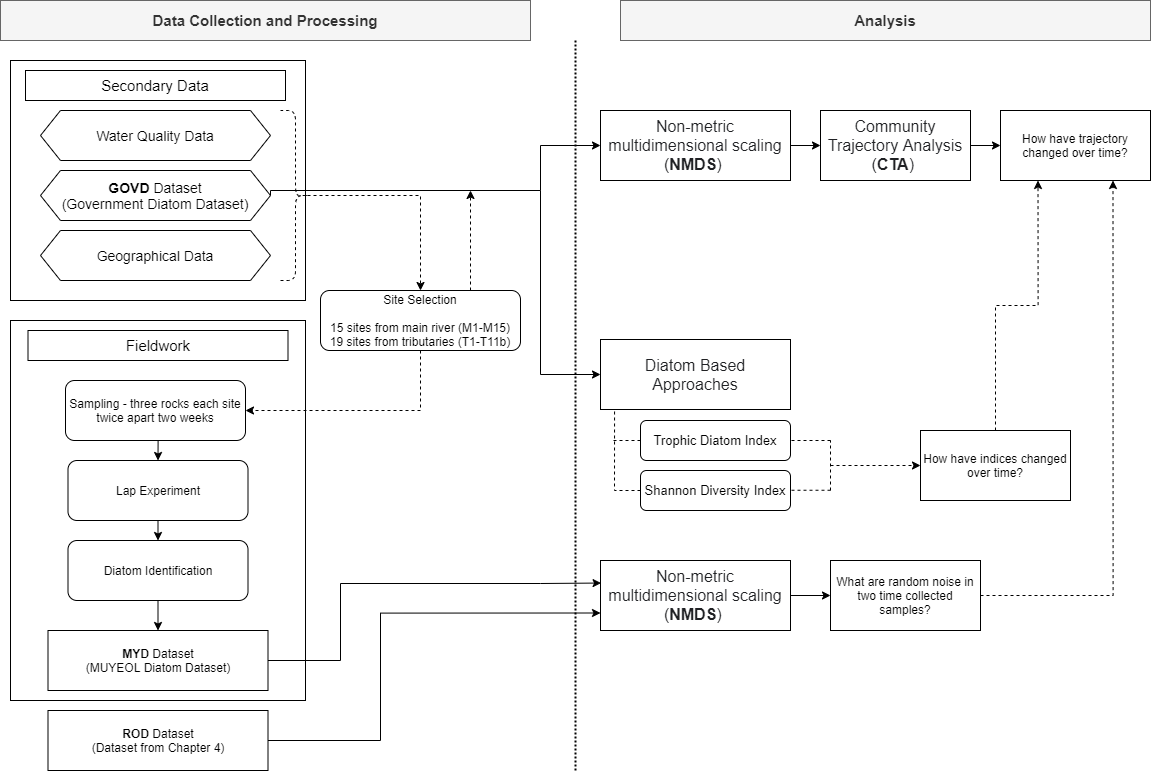 Data Collection and Processing
Analysis
Secondary Data
Water Quality Data
GOVD Dataset
(Government Diatom Dataset)
Geographical Data
Site Selection
15 sites from main river (M1-M15)
19 sites from tributaries (T1-T11b)
Fieldwork
Sampling - three rocks each site
twice apart two weeks
Lap Experiment
Diatom Identification
MYD Dataset
(MUYEOL Diatom Dataset)
ROD Dataset
(Dataset from Chapter 4)
Non-metric
multidimensional scaling
(NMDS)
Community
Trajectory Analysis
(CTA)
How have trajectory
changed over time?
Diatom Based
Approaches
Trophic Diatom Index
Shannon Diversity Index
How have indices changed
over time?
Non-metric
multidimensional scaling
(NMDS)
What are random noise in
two time collected
samples?